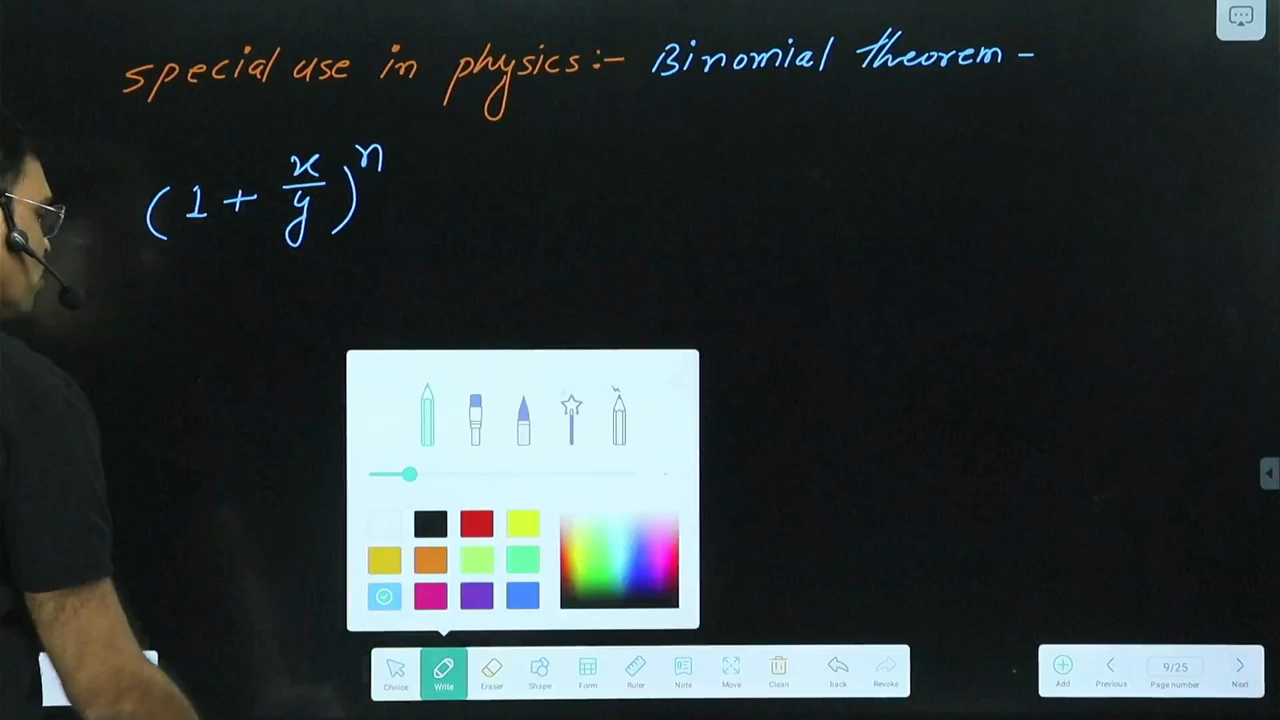 special use in physics:- Binomial theorem -
(1 + x/y)^n
Choice Write Eraser Shape Form Ruler Note Move Clean back Revoke
Add Previous 9/25 Page number Next